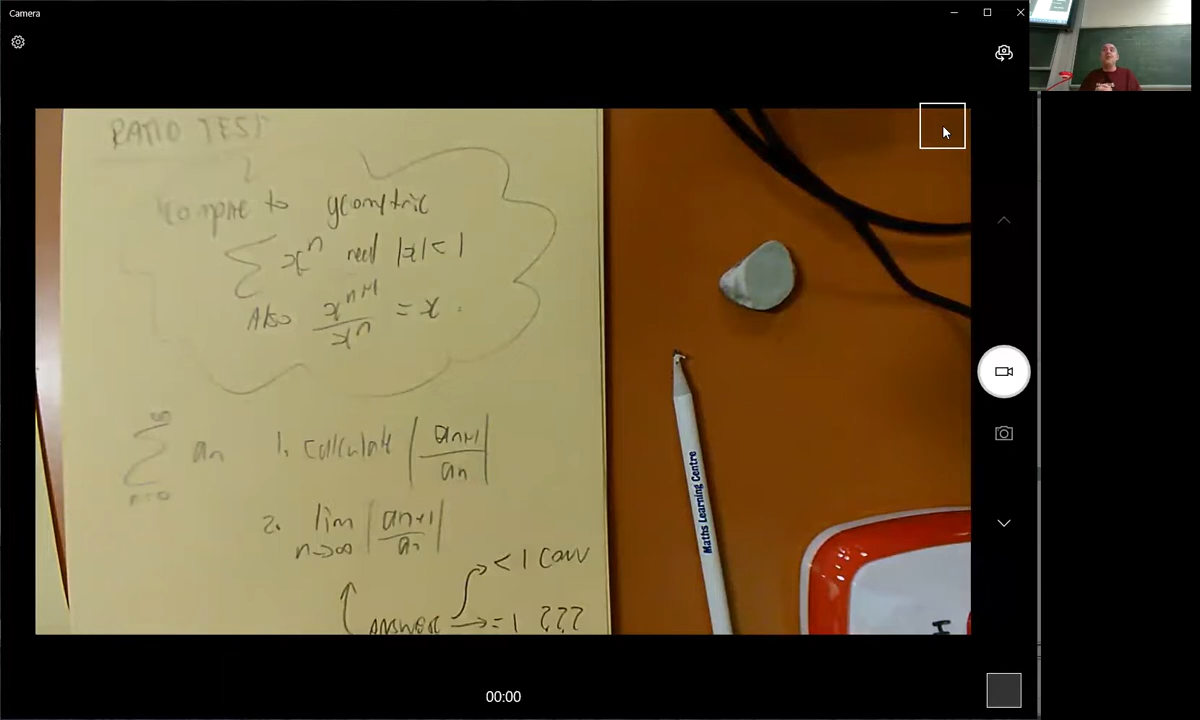 Camera
RATIO TEST
Compare to geometric
∑ xⁿ need |x| < 1
Also xⁿ⁺¹/xⁿ = x.
∞
∑ aₙ 1. Calculate |aₙ₊₁/aₙ|
n=0
2. lim |aₙ₊₁/aₙ|
n→∞
→ < 1 conv
ANSWER → = 1 ???
Maths Learning Centre
H
00:00